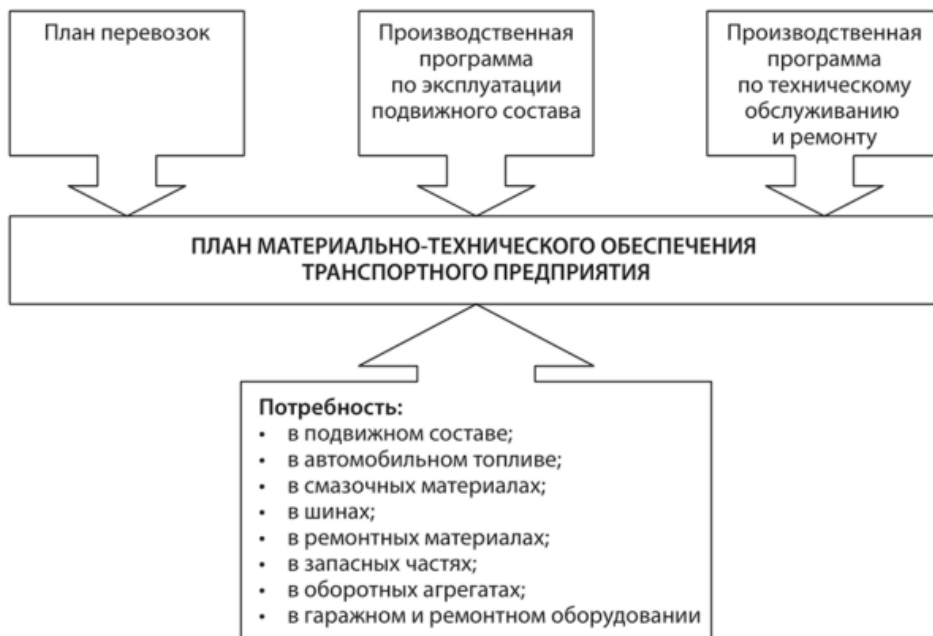 План перевозок
Производственная
программа
по эксплуатации
подвижного состава
Производственная
программа
по техническому
обслуживанию
и ремонту
ПЛАН МАТЕРИАЛЬНО-ТЕХНИЧЕСКОГО ОБЕСПЕЧЕНИЯ
ТРАНСПОРТНОГО ПРЕДПРИЯТИЯ
Потребность:
• в подвижном составе;
• в автомобильном топливе;
• в смазочных материалах;
• в шинах;
• в ремонтных материалах;
• в запасных частях;
• в оборотных агрегатах;
• в гаражном и ремонтном оборудовании